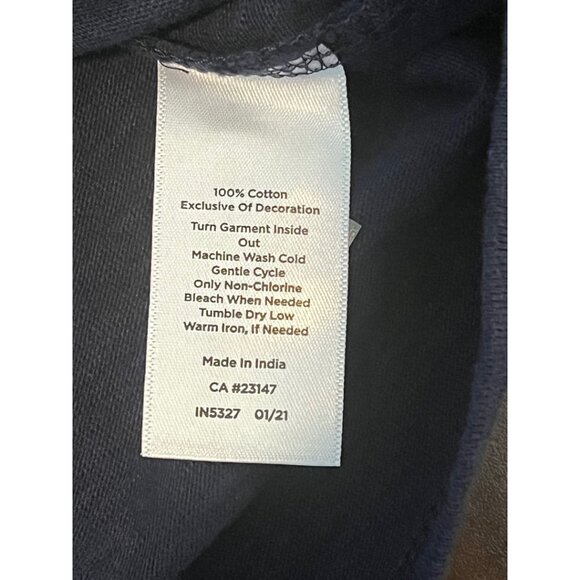 100% Cotton
Exclusive Of Decoration
Turn Garment Inside
Out
Machine Wash Cold
Gentle Cycle
Only Non-Chlorine
Bleach When Needed
Tumble Dry Low
Warm Iron, If Needed
Made In India
CA #23147
IN5327 01/21